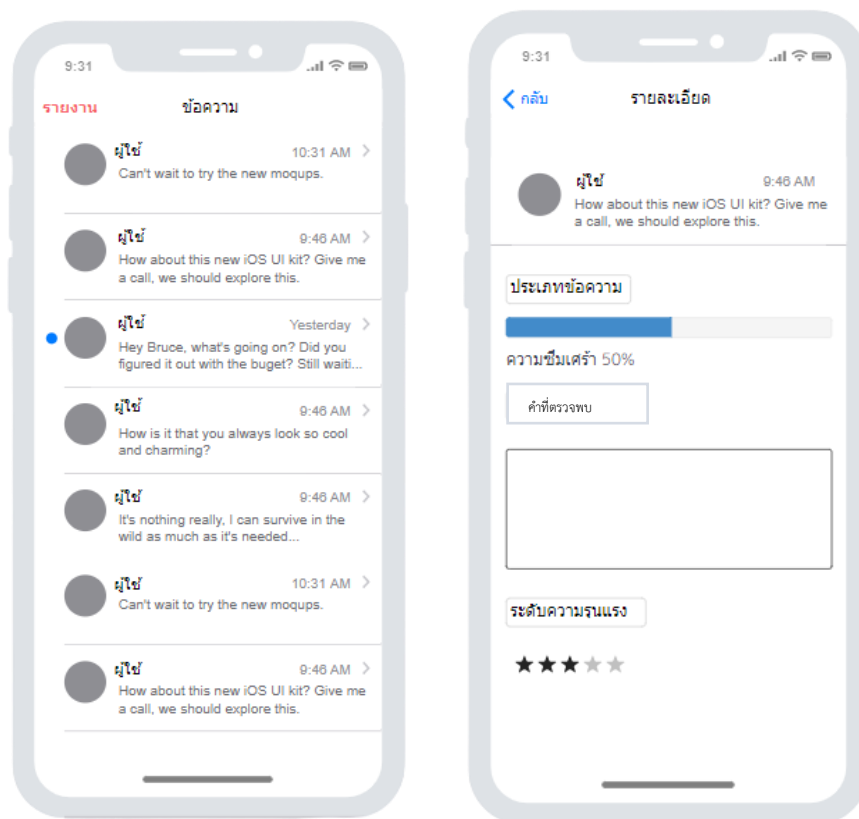 9:31
รายงาน ข้อความ
ผู้ใช้ 10:31 AM
Can't wait to try the new moqups.
ผู้ใช้ 9:46 AM
How about this new iOS UI kit? Give me
a call, we should explore this.
ผู้ใช้ Yesterday
Hey Bruce, what's going on? Did you
figured it out with the buget? Still waiti...
ผู้ใช้ 9:46 AM
How is it that you always look so cool
and charming?
ผู้ใช้ 9:46 AM
It's nothing really, I can survive in the
wild as much as it's needed...
ผู้ใช้ 10:31 AM
Can't wait to try the new moqups.
ผู้ใช้ 9:46 AM
How about this new iOS UI kit? Give me
a call, we should explore this.
9:31
กลับ รายละเอียด
ผู้ใช้ 9:46 AM
How about this new iOS UI kit? Give me
a call, we should explore this.
ประเภทข้อความ
ความซึมเศร้า 50%
คำที่ตรวจพบ
ระดับความรุนแรง